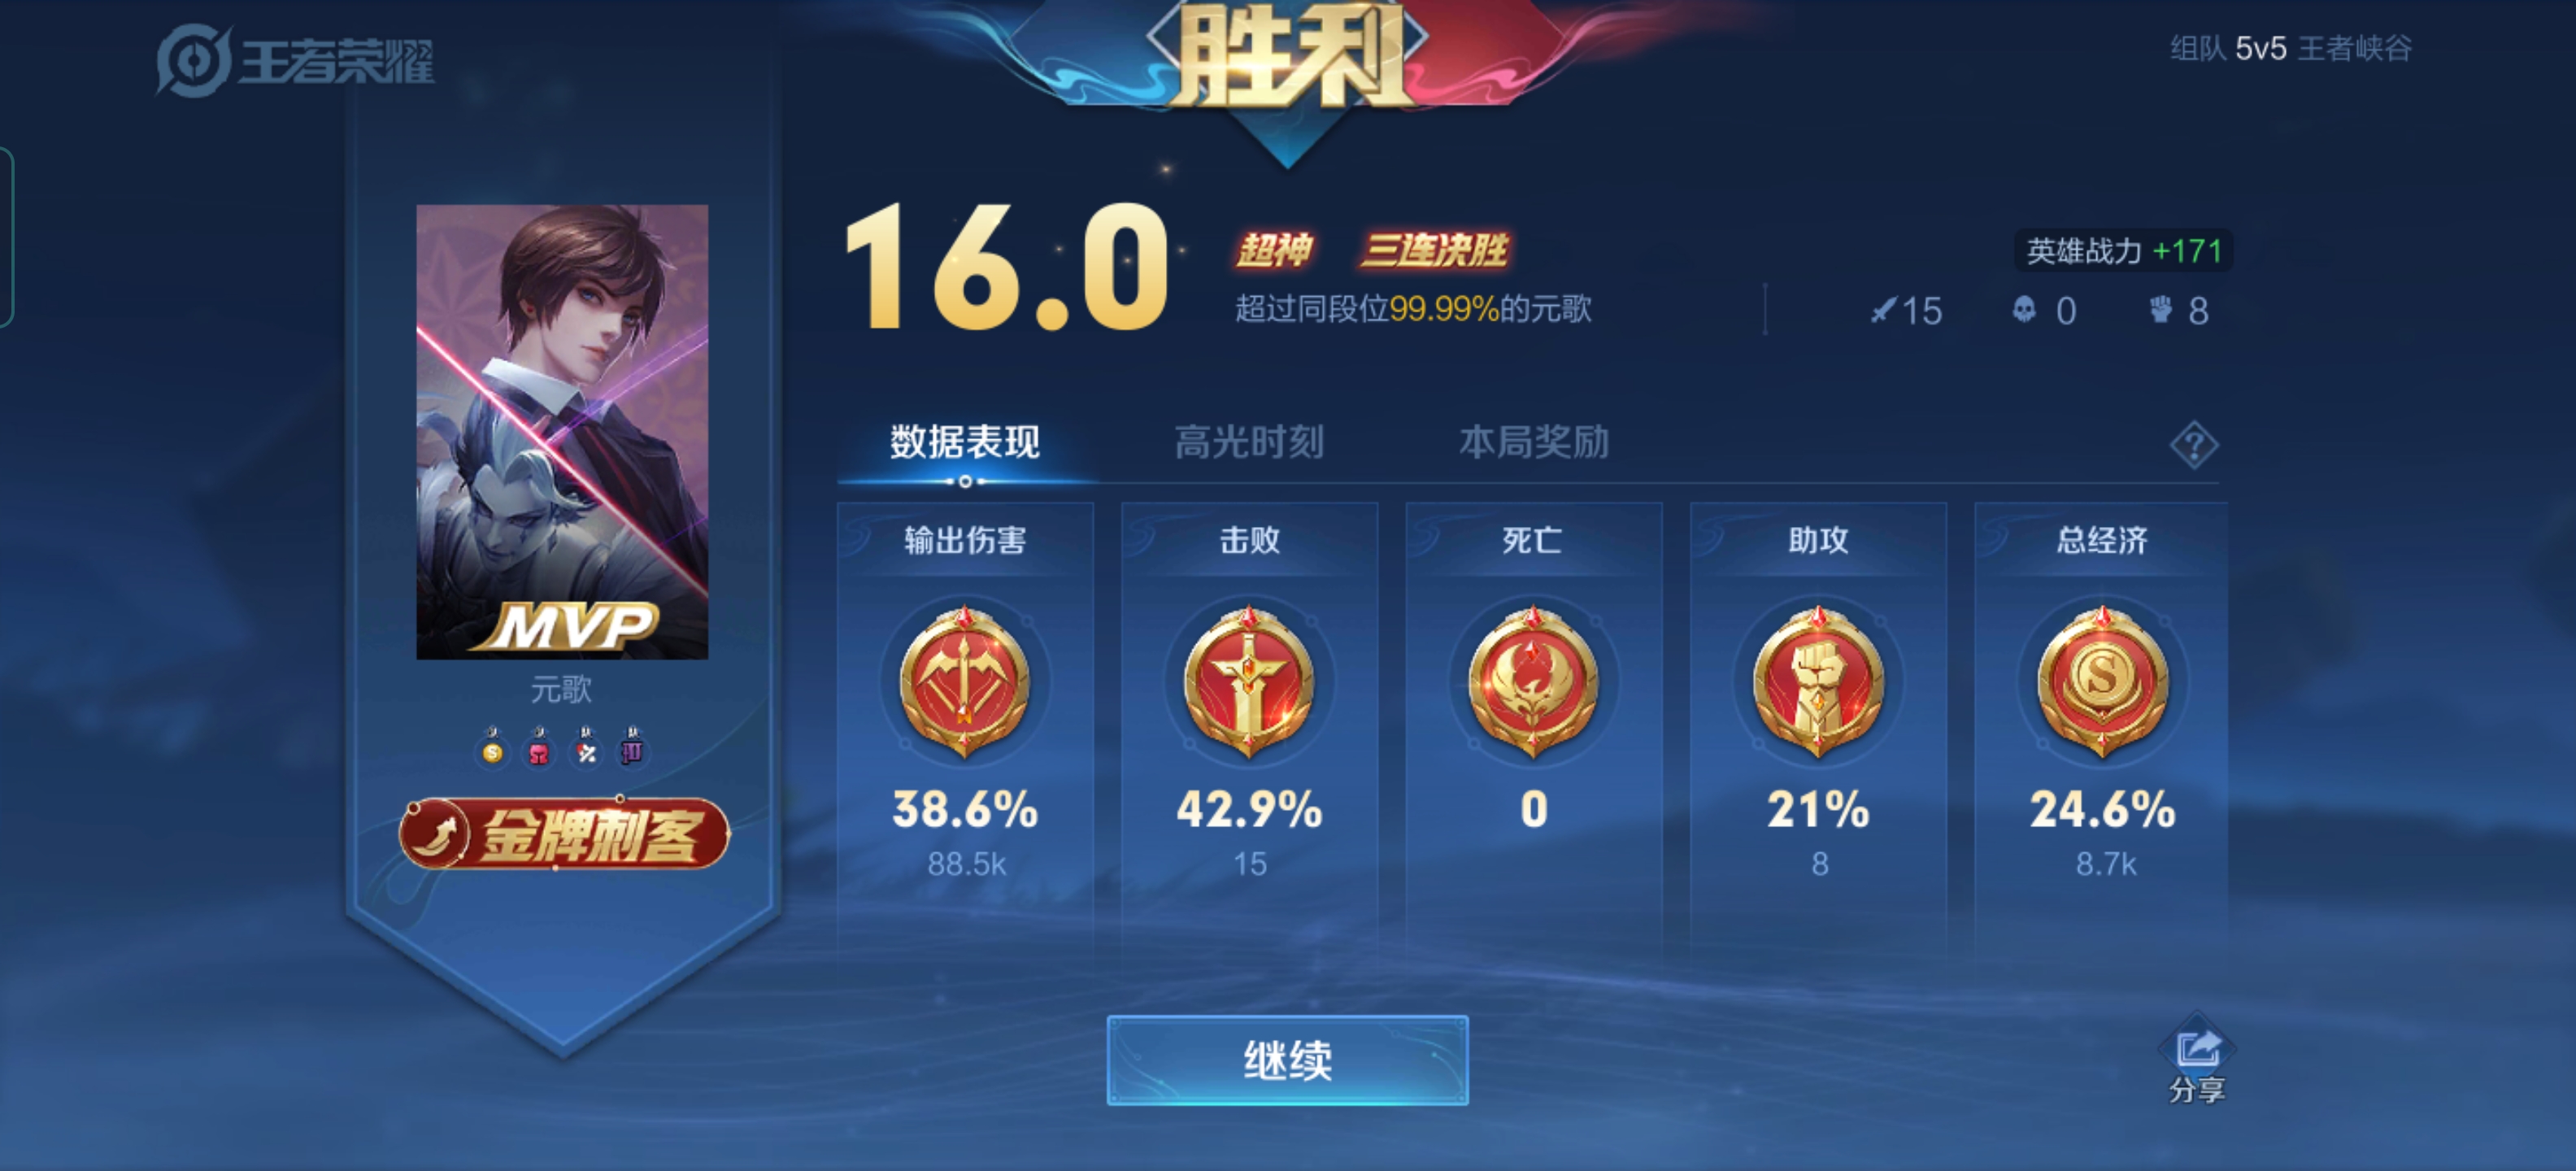 王者荣耀
胜利
组队 5v5 王者峡谷
16.0
超神 三连决胜
超过同段位99.99%的元歌
英雄战力 +171
15 0 8
MVP
元歌
金牌刺客
数据表现 高光时刻 本局奖励
?
输出伤害 击败 死亡 助攻 总经济
S
38.6% 42.9% 0 21% 24.6%
88.5k 15 8 8.7k
继续
分享